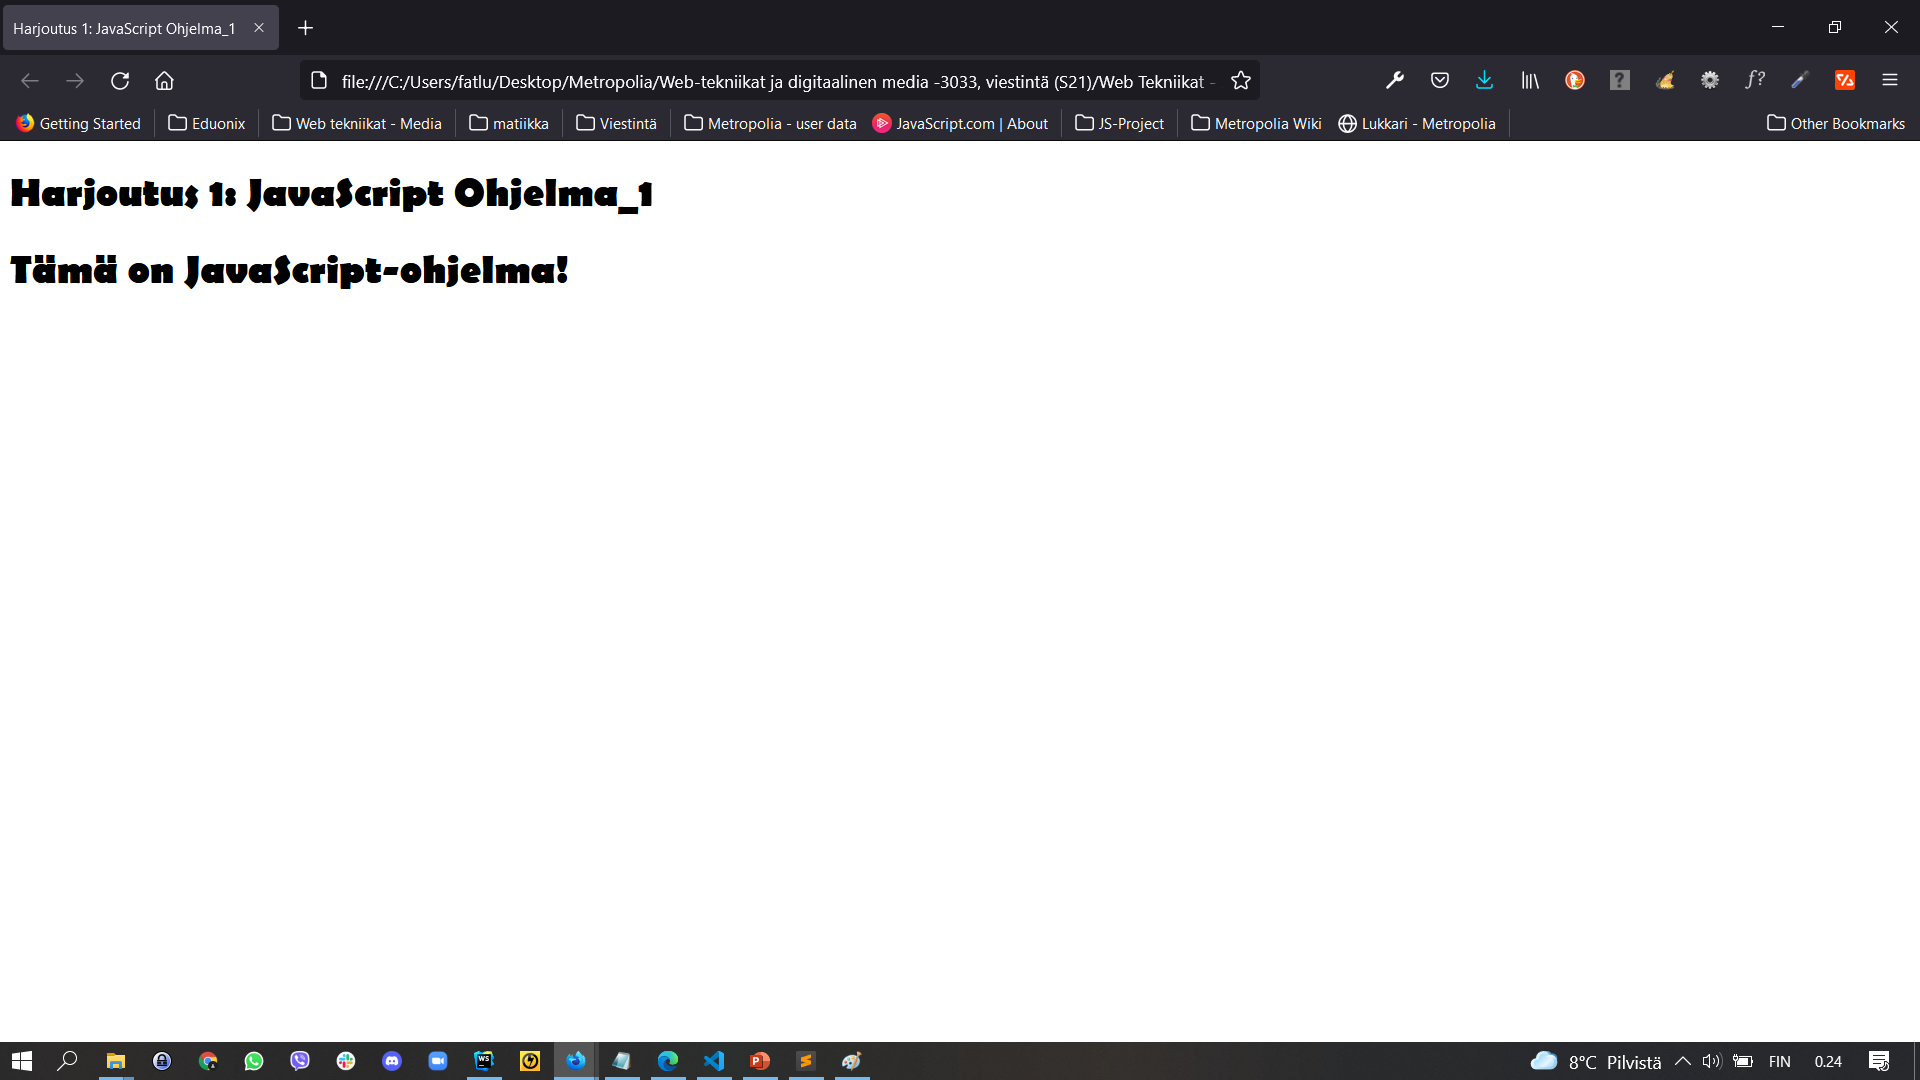 Harjoutus 1: JavaScript Ohjelma_1
file:///C:/Users/fatlu/Desktop/Metropolia/Web-tekniikat ja digitaalinen media -3033, viestintä (S21)/Web Tekniikat -
Getting Started Eduonix Web tekniikat - Media matiikka Viestintä Metropolia - user data JavaScript.com | About JS-Project Metropolia Wiki Lukkari - Metropolia Other Bookmarks
Harjoutus 1: JavaScript Ohjelma_1
Tämä on JavaScript-ohjelma!
8°C Pilvistä FIN 0.24